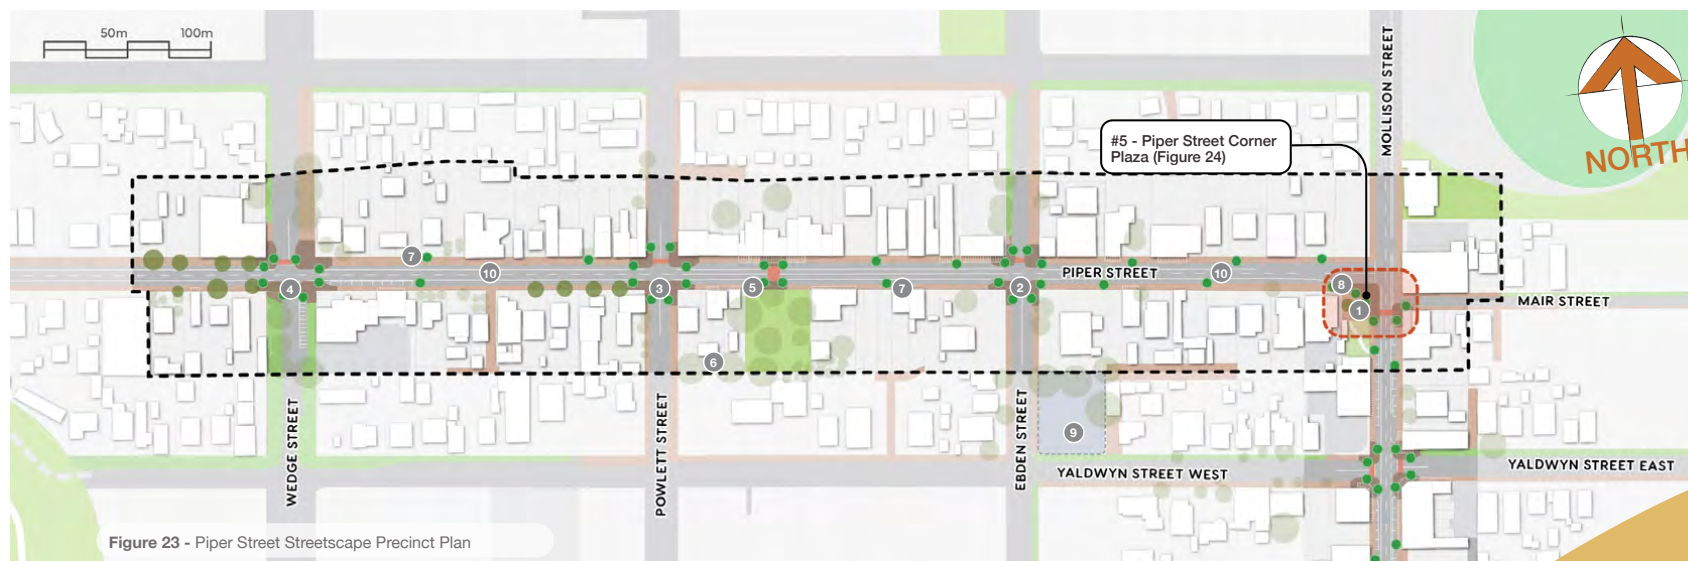 50m 100m
MOLLISON STREET
NORTH
#5 - Piper Street Corner
Plaza (Figure 24)
7
10
PIPER STREET
10
4
3
5
7
2
8
1
MAIR STREET
6
9
WEDGE STREET
POWLETT STREET
EBDEN STREET
YALDWYN STREET WEST
YALDWYN STREET EAST
Figure 23 - Piper Street Streetscape Precinct Plan